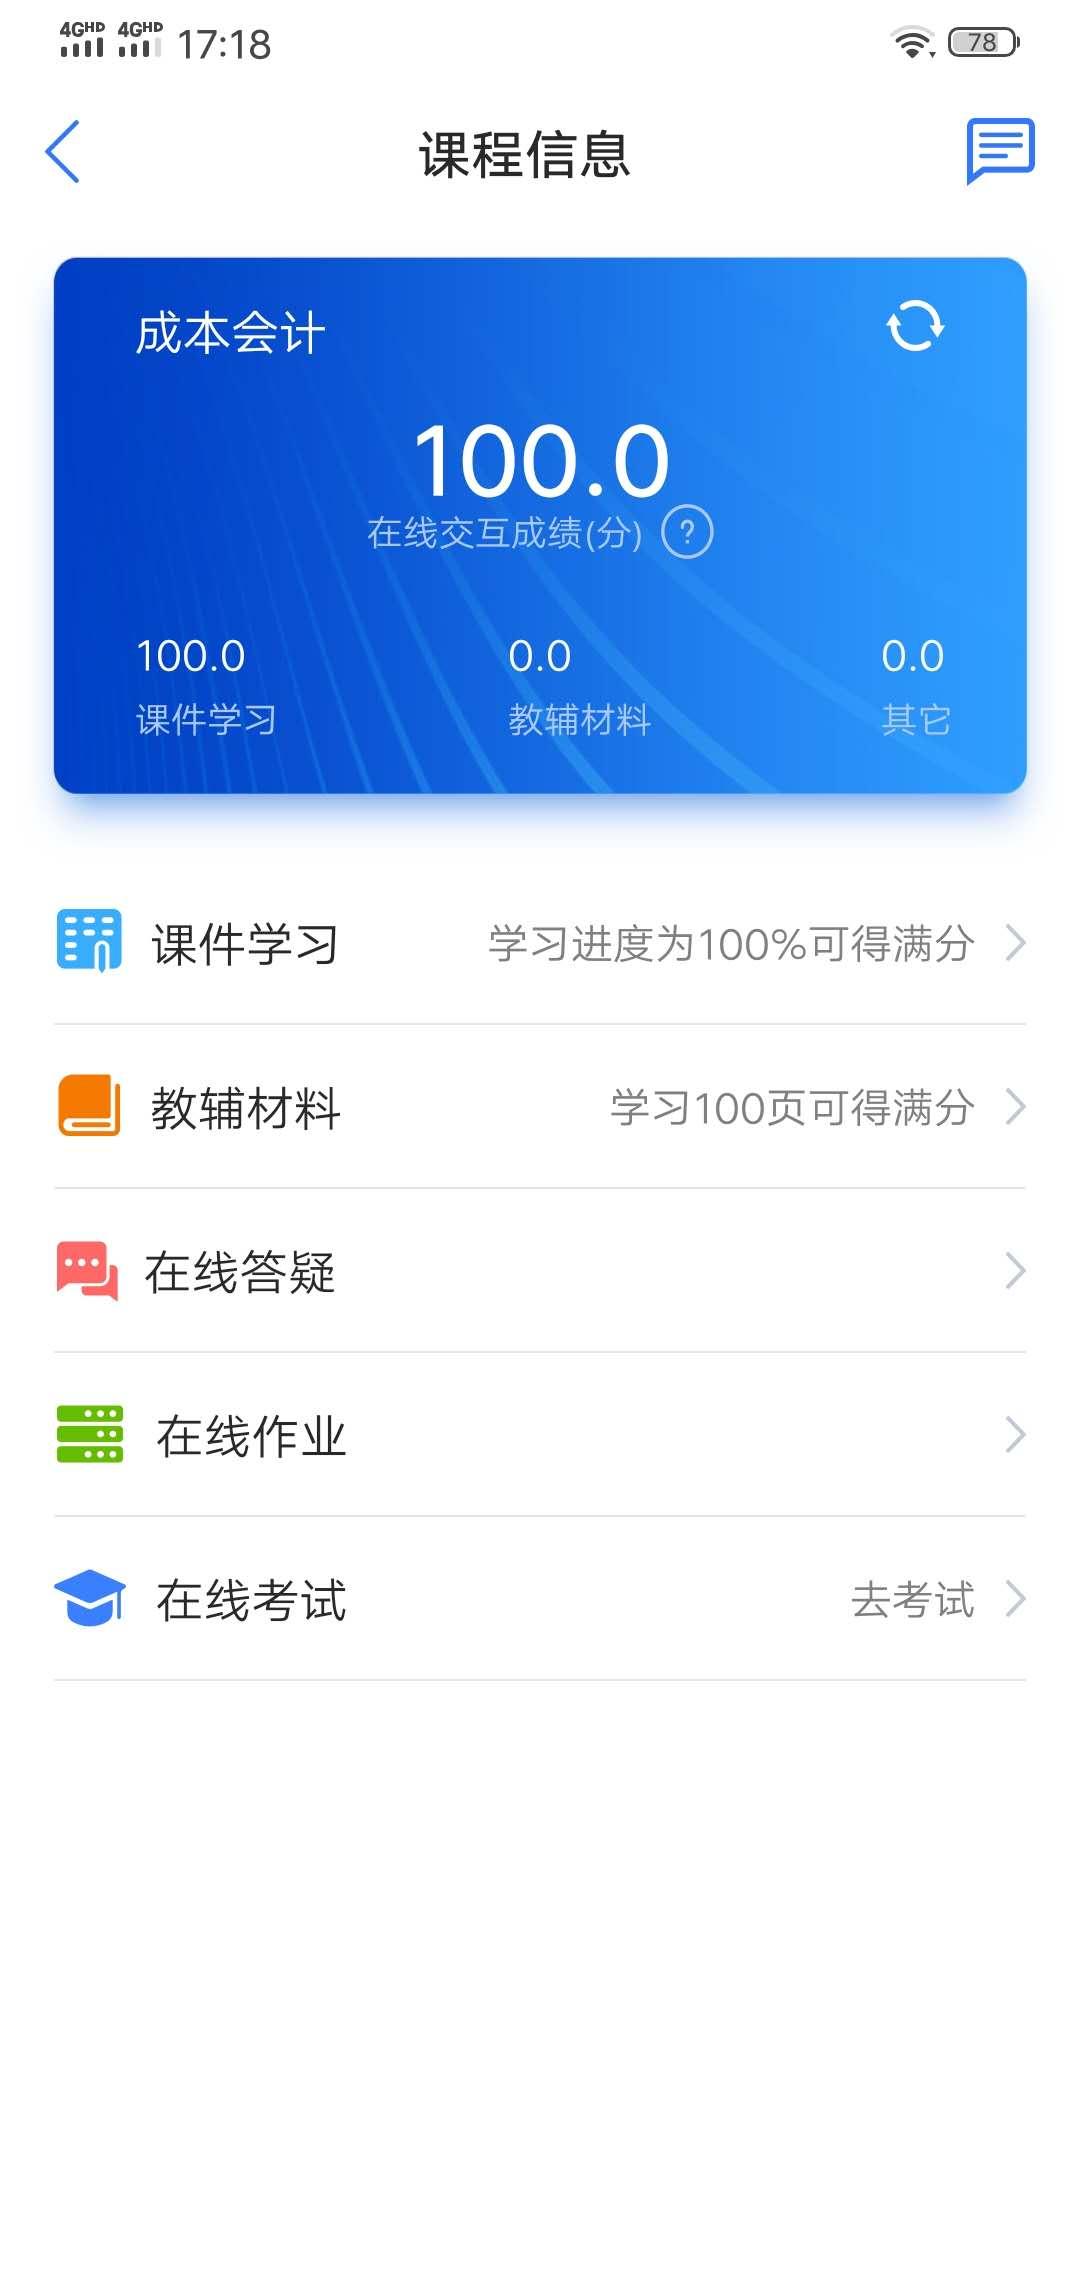 4GHD 4GHD 17:18 78
课程信息
成本会计
100.0
在线交互成绩(分) ?
100.0 0.0 0.0
课件学习 教辅材料 其它
课件学习 学习进度为100%可得满分
教辅材料 学习100页可得满分
在线答疑
在线作业
在线考试 去考试